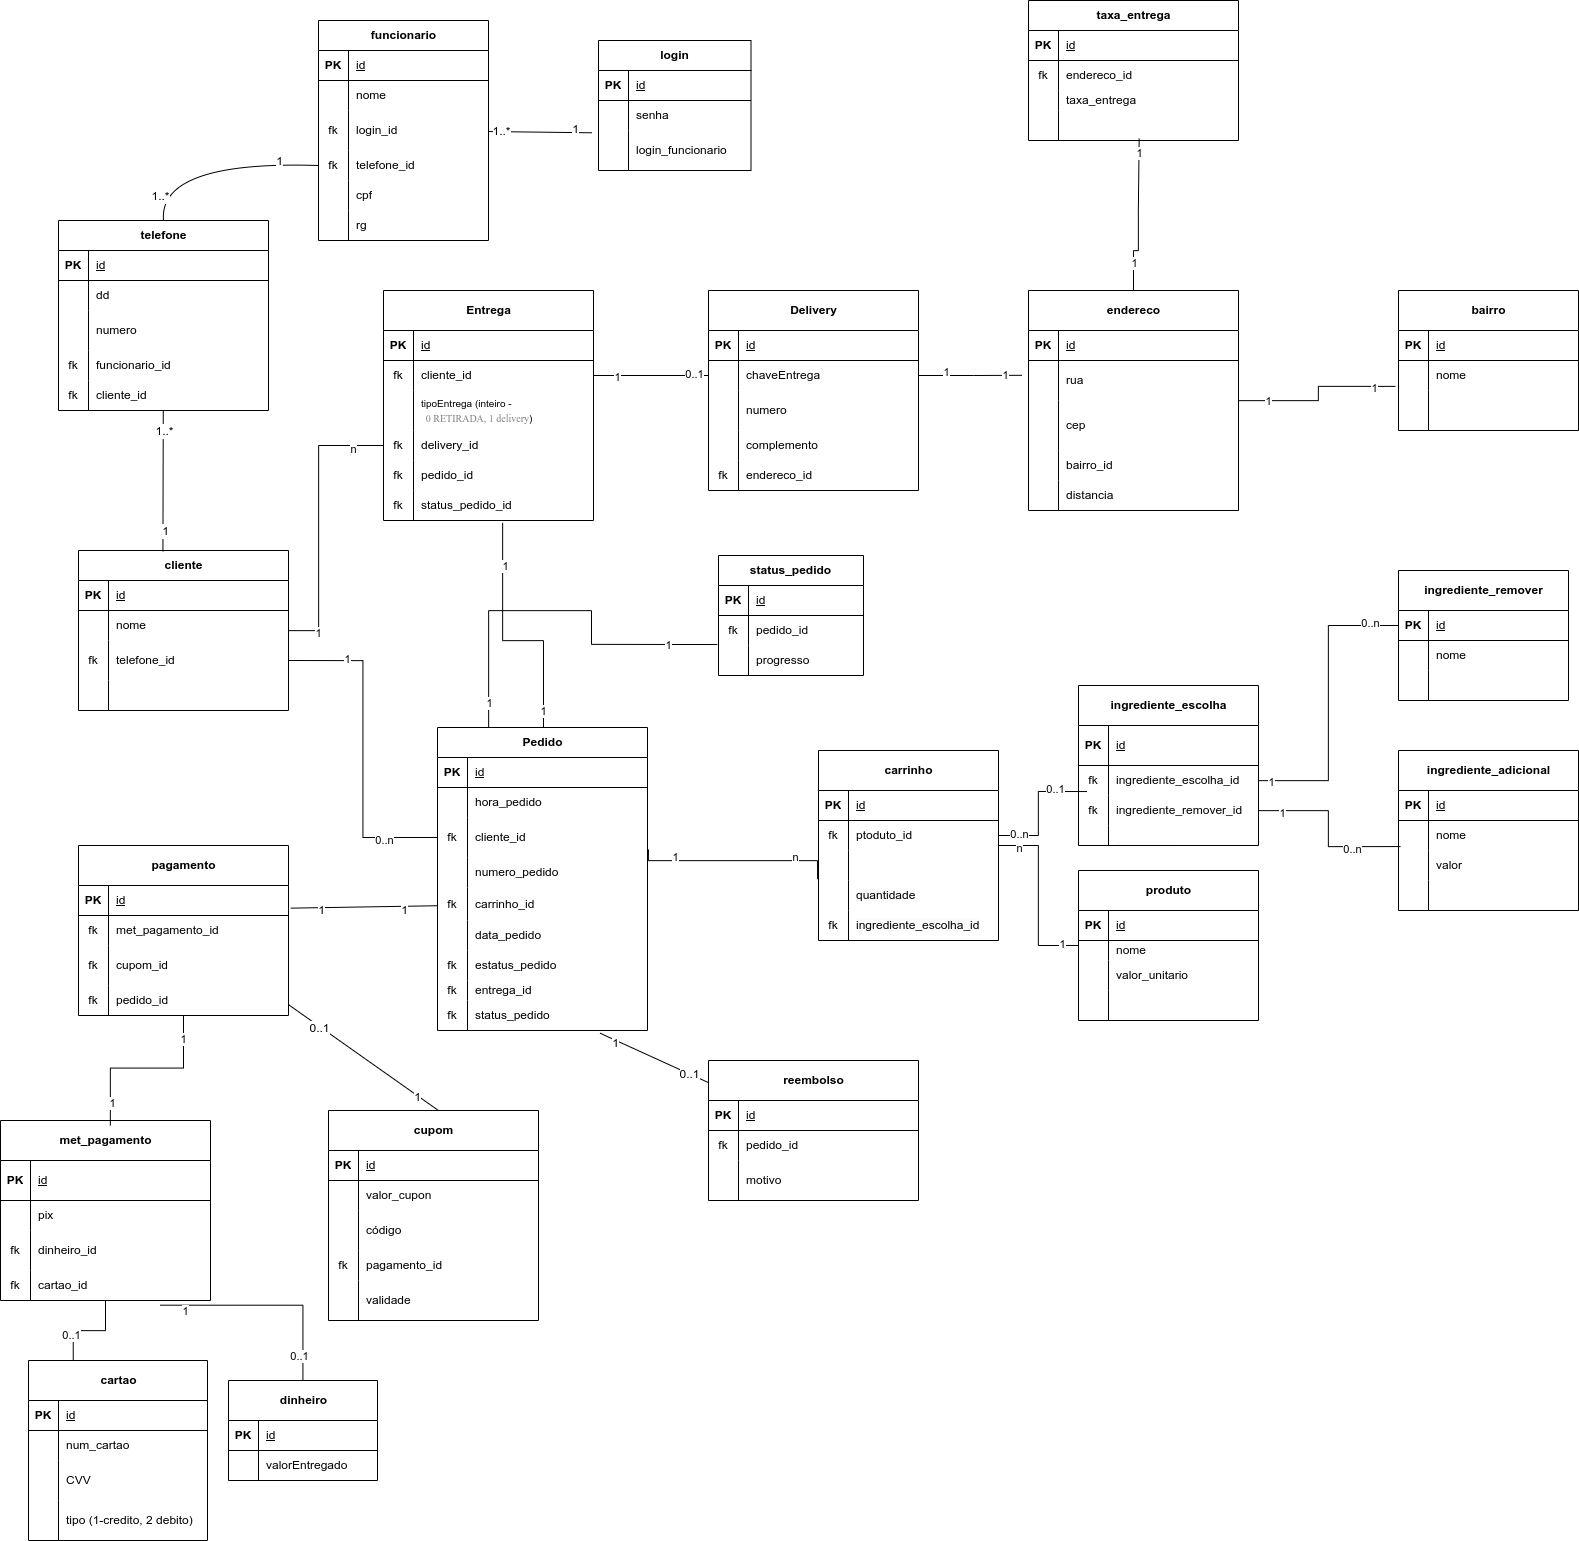 taxa_entrega
PK id
fk endereco_id
taxa_entrega
1
1
funcionario
PK id
nome
fk login_id
fk telefone_id
cpf
rg
1..*
1
login
PK id
senha
login_funcionario
1
1..*
telefone
PK id
dd
numero
fk funcionario_id
fk cliente_id
1..*
1
Entrega
PK id
fk cliente_id
tipoEntrega (inteiro -
0 RETIRADA, 1 delivery)
fk delivery_id
fk pedido_id
fk status_pedido_id
1
0..1
Delivery
PK id
chaveEntrega
numero
complemento
fk endereco_id
1
1
endereco
PK id
rua
cep
bairro_id
distancia
1
1
bairro
PK id
nome
n
1
cliente
PK id
nome
fk telefone_id
1
0..n
1
1
1
1
status_pedido
PK id
fk pedido_id
progresso
ingrediente_remover
PK id
nome
0..n
1
ingrediente_escolha
PK id
fk ingrediente_escolha_id
fk ingrediente_remover_id
1
0..n
ingrediente_adicional
PK id
nome
valor
Pedido
PK id
hora_pedido
fk cliente_id
numero_pedido
fk carrinho_id
data_pedido
fk estatus_pedido
fk entrega_id
fk status_pedido
1
n
carrinho
PK id
fk ptoduto_id
quantidade
fk ingrediente_escolha_id
0..n
0..1
n
1
produto
PK id
nome
valor_unitario
pagamento
PK id
fk met_pagamento_id
fk cupom_id
fk pedido_id
1
1
0..1
1
1
1
1
0..1
reembolso
PK id
fk pedido_id
motivo
met_pagamento
PK id
pix
fk dinheiro_id
fk cartao_id
cupom
PK id
valor_cupon
código
fk pagamento_id
validade
0..1
1
0..1
cartao
PK id
num_cartao
CVV
tipo (1-credito, 2 debito)
dinheiro
PK id
valorEntregado